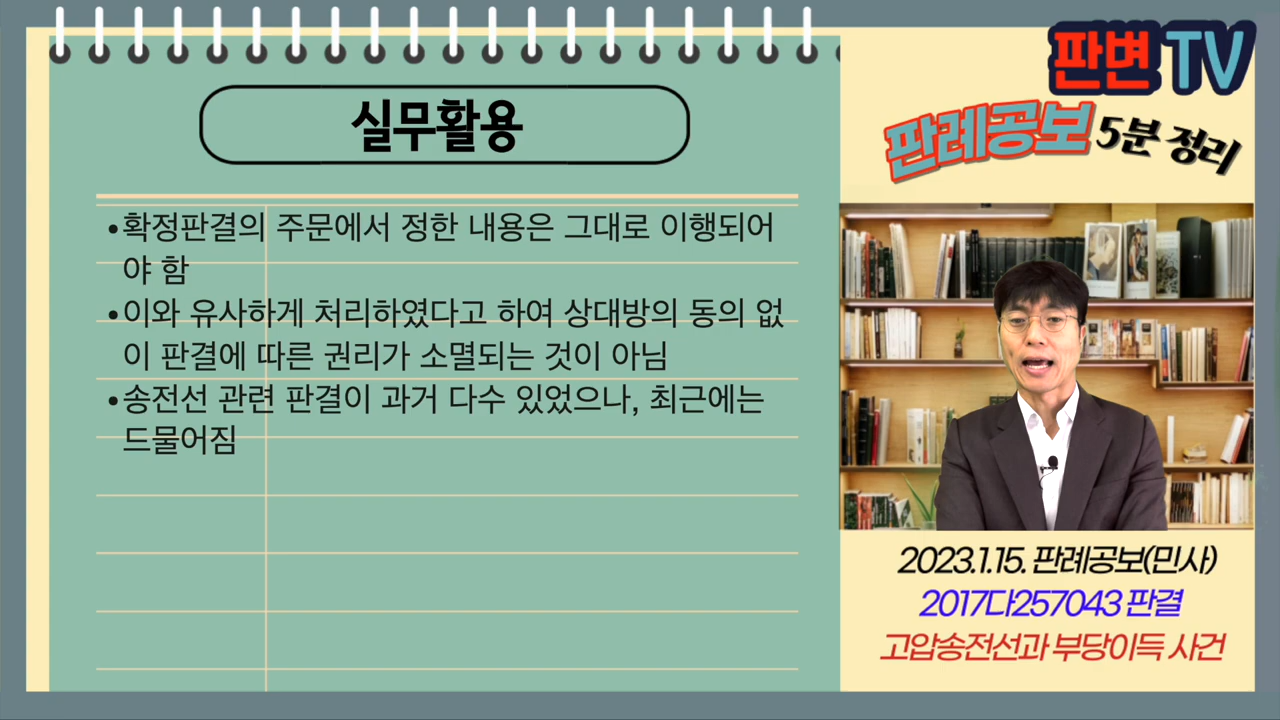 판변 TV
판례공보 5분 정리
실무활용
•확정판결의 주문에서 정한 내용은 그대로 이행되어
야 함
•이와 유사하게 처리하였다고 하여 상대방의 동의 없
이 판결에 따른 권리가 소멸되는 것이 아님
•송전선 관련 판결이 과거 다수 있었으나, 최근에는
드물어짐
2023.1.15. 판례공보(민사)
2017다257043 판결
고압송전선과 부당이득 사건